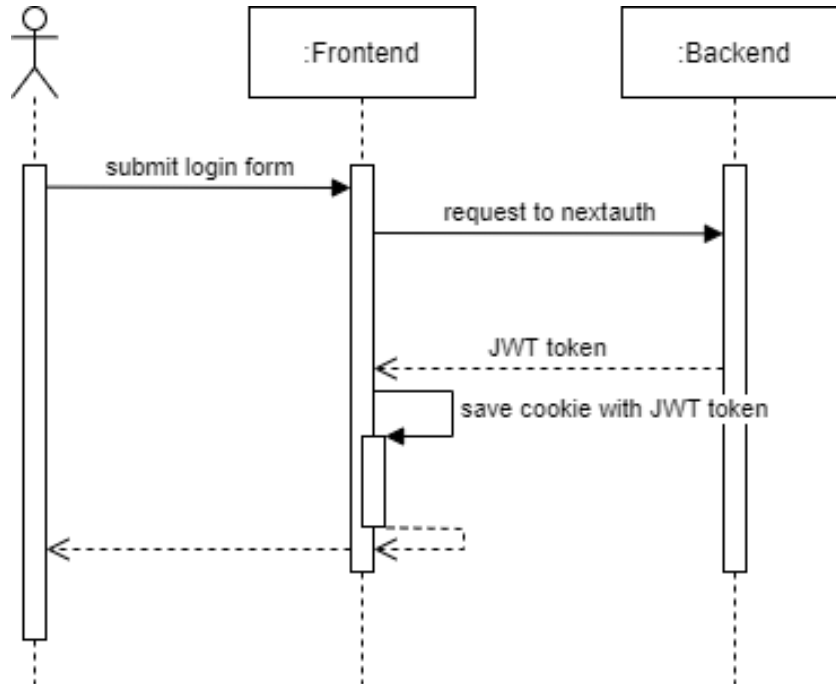 :Frontend
:Backend
submit login form
request to nextauth
JWT token
save cookie with JWT token